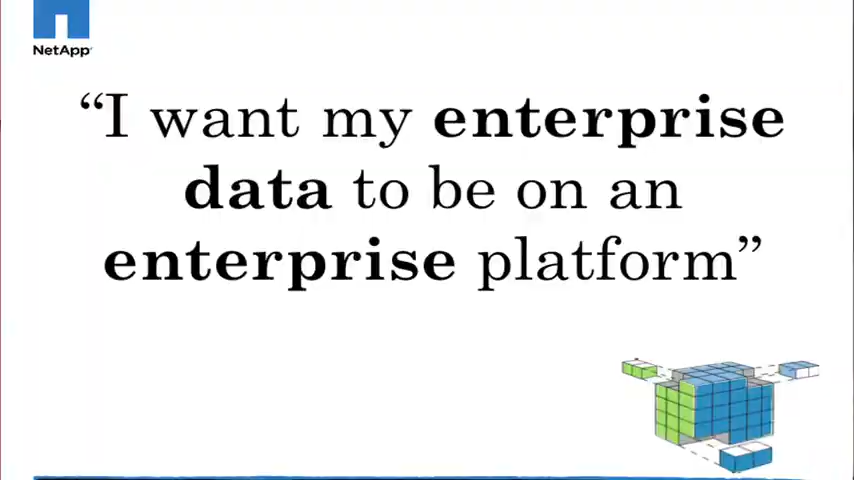 NetApp
“I want my enterprise
data to be on an
enterprise platform”